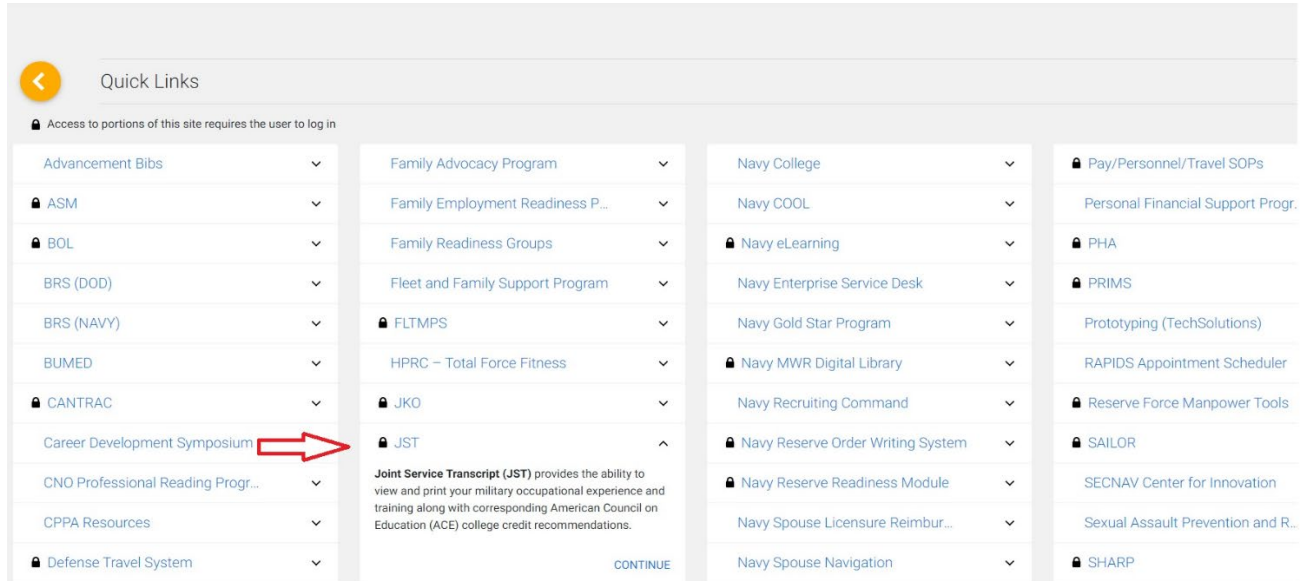 Quick Links
Access to portions of this site requires the user to log in
Advancement Bibs
ASM
BOL
BRS (DOD)
BRS (NAVY)
BUMED
CANTRAC
Career Development Symposium
CNO Professional Reading Progr...
CPPA Resources
Defense Travel System
Family Advocacy Program
Family Employment Readiness P...
Family Readiness Groups
Fleet and Family Support Program
FLTMPS
HPRC – Total Force Fitness
JKO
JST
Joint Service Transcript (JST) provides the ability to
view and print your military occupational experience and
training along with corresponding American Council on
Education (ACE) college credit recommendations.
CONTINUE
Navy College
Navy COOL
Navy eLearning
Navy Enterprise Service Desk
Navy Gold Star Program
Navy MWR Digital Library
Navy Recruiting Command
Navy Reserve Order Writing System
Navy Reserve Readiness Module
Navy Spouse Licensure Reimbur...
Navy Spouse Navigation
Pay/Personnel/Travel SOPs
Personal Financial Support Progr.
PHA
PRIMS
Prototyping (TechSolutions)
RAPIDS Appointment Scheduler
Reserve Force Manpower Tools
SAILOR
SECNAV Center for Innovation
Sexual Assault Prevention and R...
SHARP